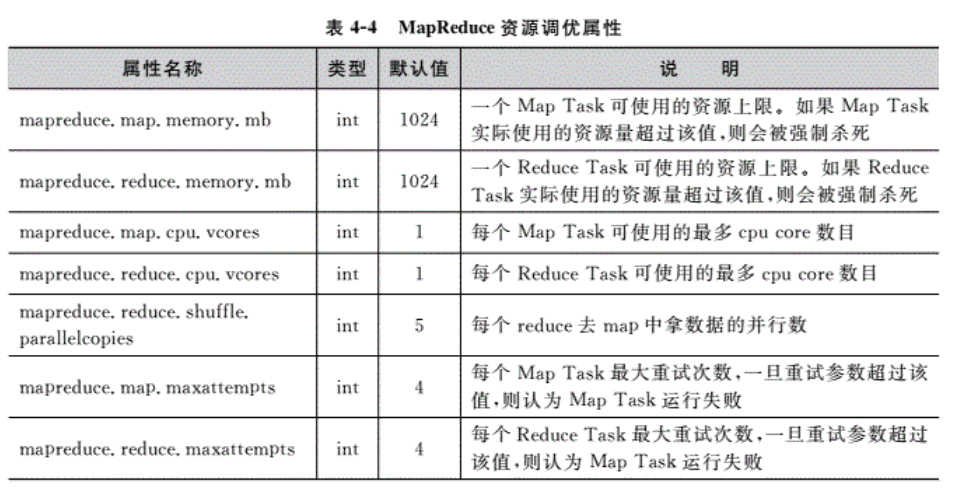 表 4-4 MapReduce 资源调优属性
属性名称 类型 默认值 说 明
mapreduce.map.memory.mb int 1024 一个 Map Task 可使用的资源上限。如果 Map Task
实际使用的资源量超过该值,则会被强制杀死
mapreduce.reduce.memory.mb int 1024 一个 Reduce Task 可使用的资源上限。如果 Reduce
Task 实际使用的资源量超过该值,则会被强制杀死
mapreduce.map.cpu.vcores int 1 每个 Map Task 可使用的最多 cpu core 数目
mapreduce.reduce.cpu.vcores int 1 每个 Reduce Task 可使用的最多 cpu core 数目
mapreduce.reduce.shuffle.
parallelcopies int 5 每个 reduce 去 map 中拿数据的并行数
mapreduce.map.maxattempts int 4 每个 Map Task 最大重试次数,一旦重试参数超过该
值,则认为 Map Task 运行失败
mapreduce.reduce.maxattempts int 4 每个 Reduce Task 最大重试次数,一旦重试参数超过
该值,则认为 Map Task 运行失败